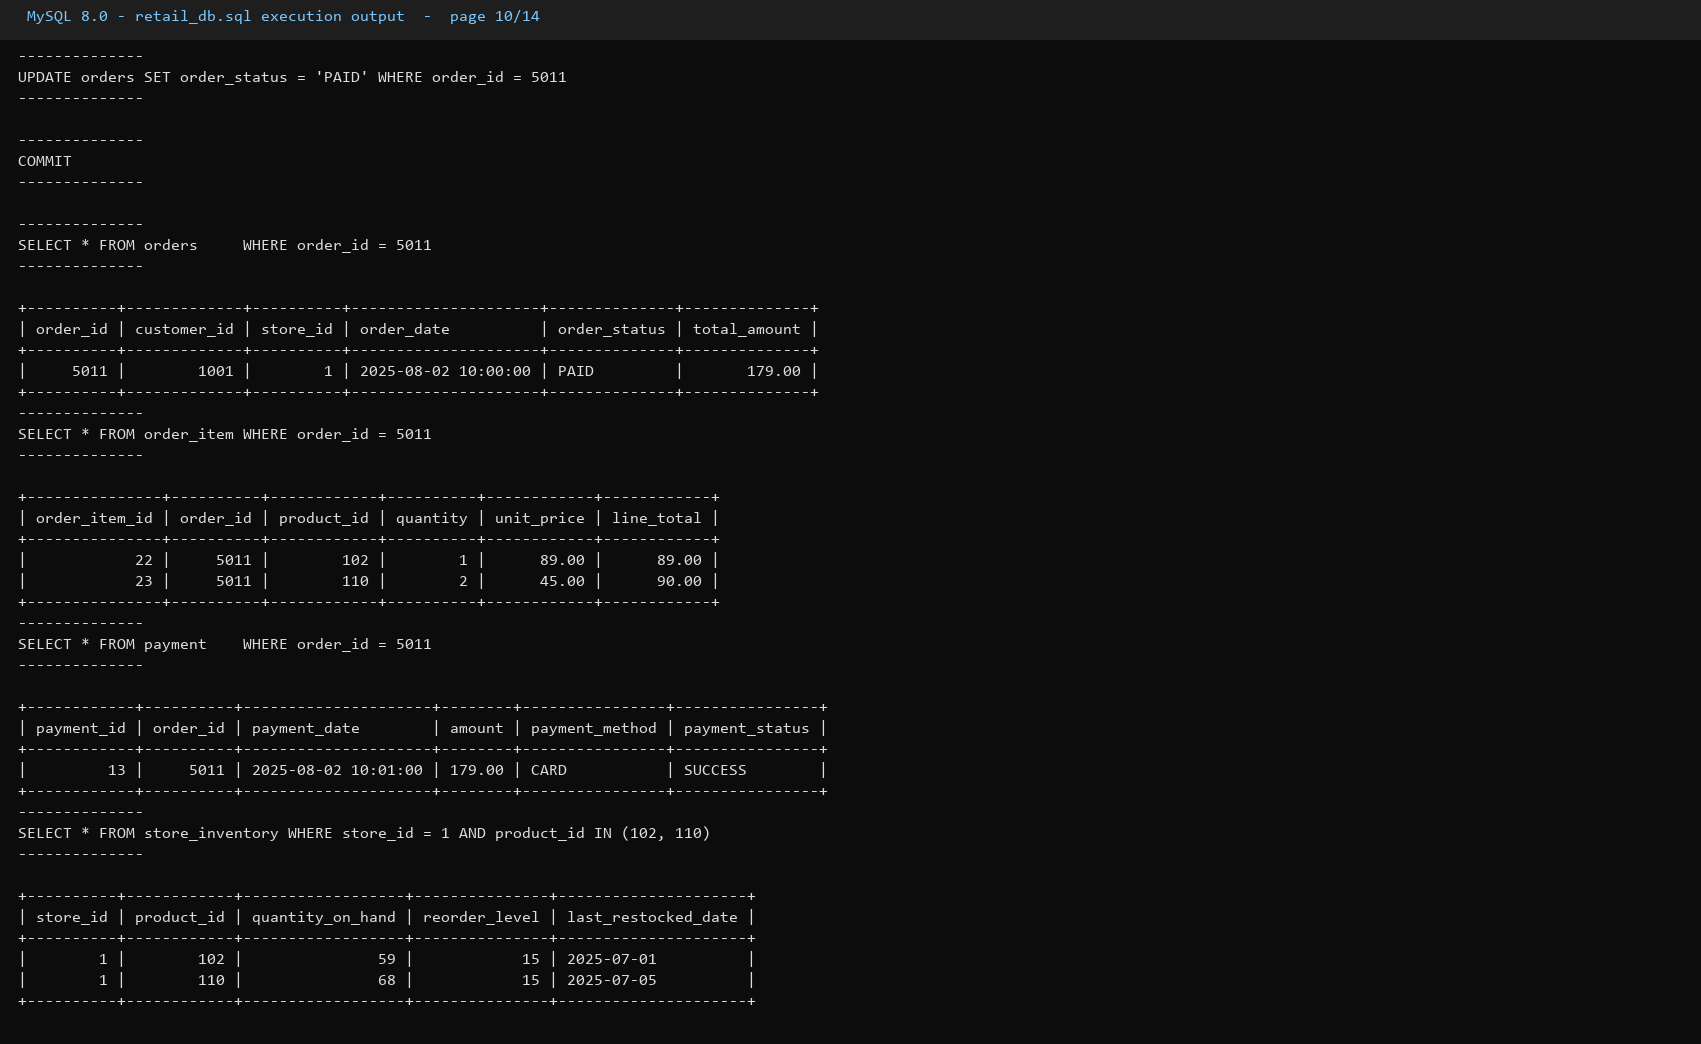 MySQL 8.0 - retail_db.sql execution output  -  page 10/14
--------------
UPDATE orders SET order_status = 'PAID' WHERE order_id = 5011
--------------

--------------
COMMIT
--------------

--------------
SELECT * FROM orders     WHERE order_id = 5011
--------------

+----------+-------------+----------+---------------------+--------------+--------------+
| order_id | customer_id | store_id | order_date          | order_status | total_amount |
+----------+-------------+----------+---------------------+--------------+--------------+
|     5011 |        1001 |        1 | 2025-08-02 10:00:00 | PAID         |       179.00 |
+----------+-------------+----------+---------------------+--------------+--------------+
--------------
SELECT * FROM order_item WHERE order_id = 5011
--------------

+---------------+----------+------------+----------+------------+------------+
| order_item_id | order_id | product_id | quantity | unit_price | line_total |
+---------------+----------+------------+----------+------------+------------+
|            22 |     5011 |        102 |        1 |      89.00 |      89.00 |
|            23 |     5011 |        110 |        2 |      45.00 |      90.00 |
+---------------+----------+------------+----------+------------+------------+
--------------
SELECT * FROM payment    WHERE order_id = 5011
--------------

+------------+----------+---------------------+--------+----------------+----------------+
| payment_id | order_id | payment_date        | amount | payment_method | payment_status |
+------------+----------+---------------------+--------+----------------+----------------+
|         13 |     5011 | 2025-08-02 10:01:00 | 179.00 | CARD           | SUCCESS        |
+------------+----------+---------------------+--------+----------------+----------------+
--------------
SELECT * FROM store_inventory WHERE store_id = 1 AND product_id IN (102, 110)
--------------

+----------+------------+------------------+---------------+---------------------+
| store_id | product_id | quantity_on_hand | reorder_level | last_restocked_date |
+----------+------------+------------------+---------------+---------------------+
|        1 |        102 |               59 |            15 | 2025-07-01          |
|        1 |        110 |               68 |            15 | 2025-07-05          |
+----------+------------+------------------+---------------+---------------------+